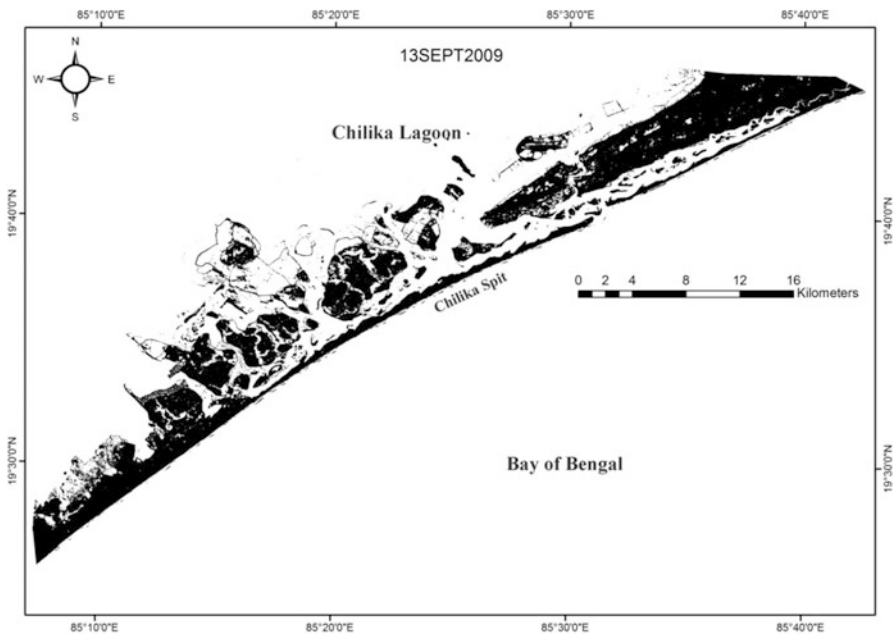 85°10'0"E 85°20'0"E 85°30'0"E 85°40'0"E
N
W E
S
13SEPT2009
Chilika Lagoon
19°40'0"N 19°40'0"N
0 2 4 8 12 16
Kilometers
Chilika Spit
19°30'0"N 19°30'0"N
Bay of Bengal
85°10'0"E 85°20'0"E 85°30'0"E 85°40'0"E